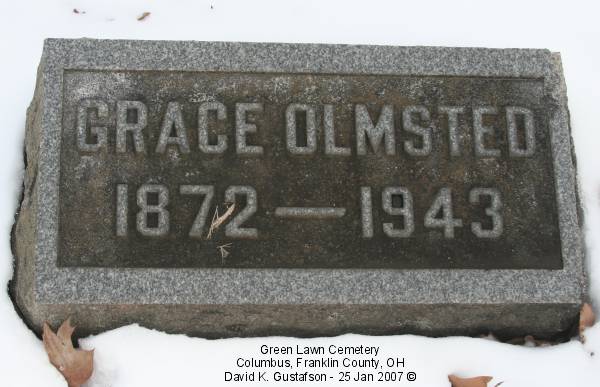 GRACE OLMSTED
1872 — 1943
Green Lawn Cemetery
Columbus, Franklin County, OH
David K. Gustafson - 25 Jan 2007 ©